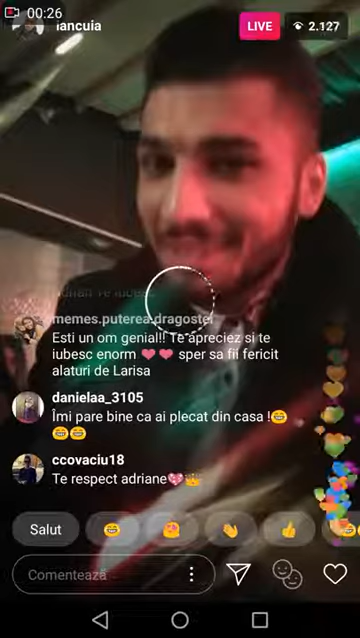 00:26
iancuia
LIVE
2.127
memes.puterea.dragostei
Esti un om genial!!! Te apreciez si te
iubesc enorm ❤️❤️ sper sa fii fericit
alaturi de Larisa
danielaa_3105
Îmi pare bine ca ai plecat din casa !😂
😂😂
ccovaciu18
Te respect adriane💖👑
Salut
Comentează